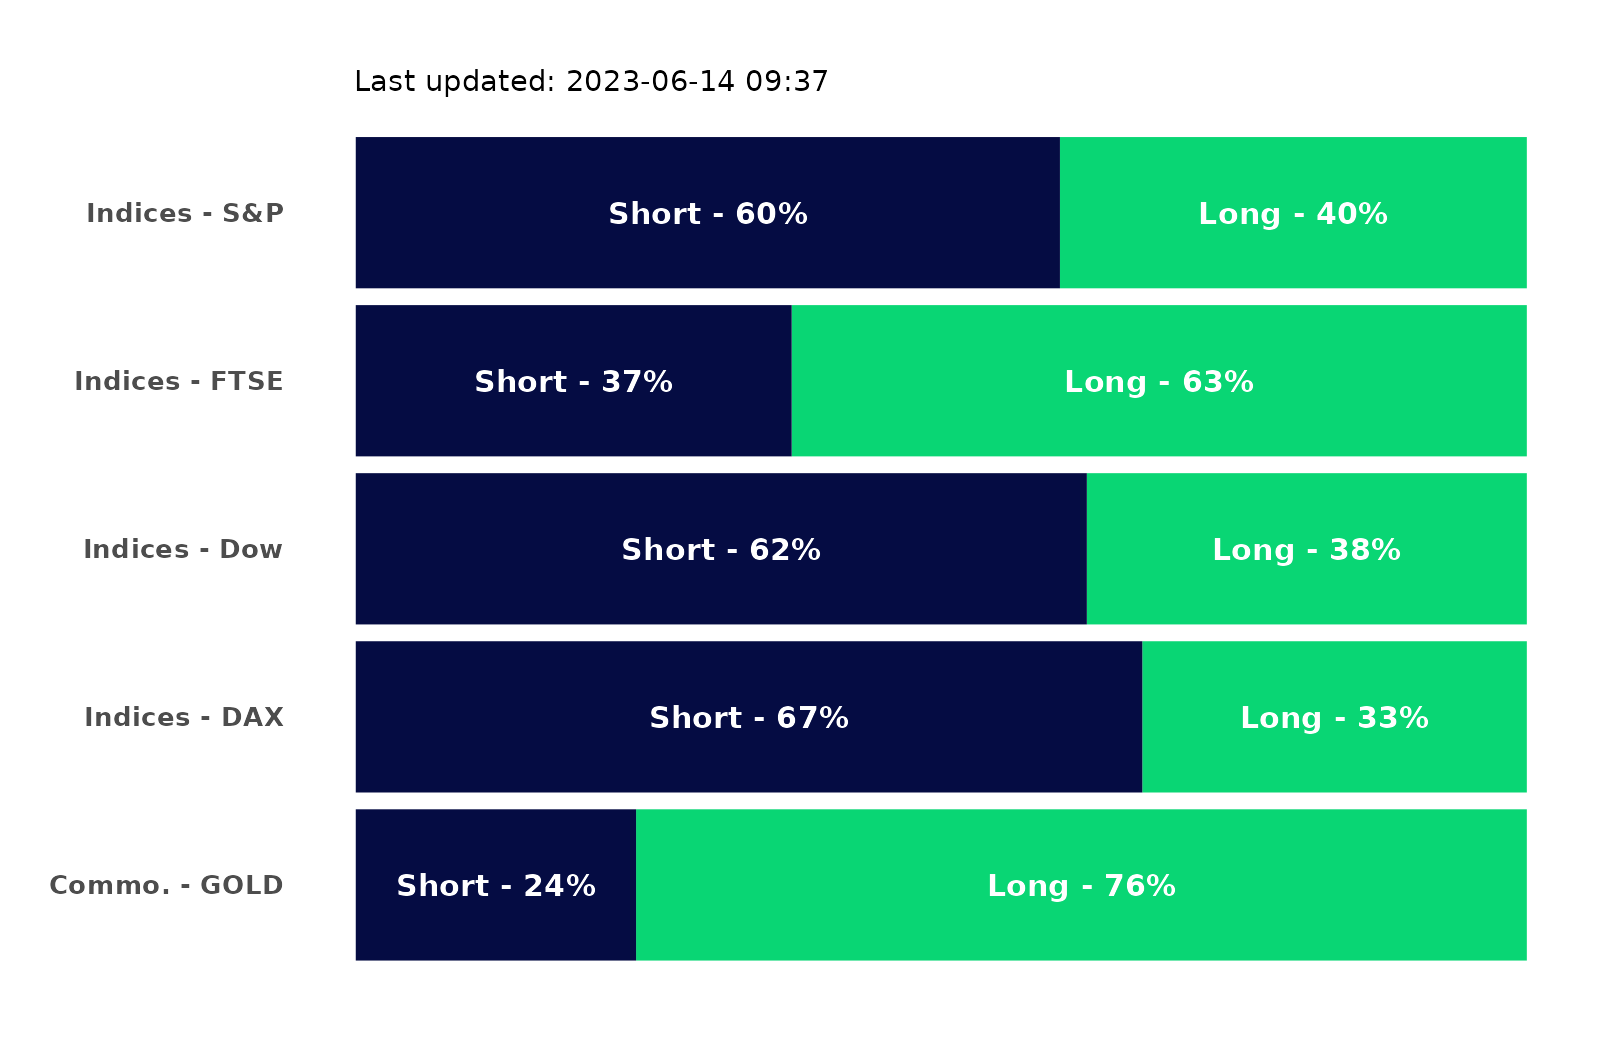 Last updated: 2023-06-14 09:37
Indices - S&P Short - 60% Long - 40%
Indices - FTSE Short - 37% Long - 63%
Indices - Dow Short - 62% Long - 38%
Indices - DAX Short - 67% Long - 33%
Commo. - GOLD Short - 24% Long - 76%